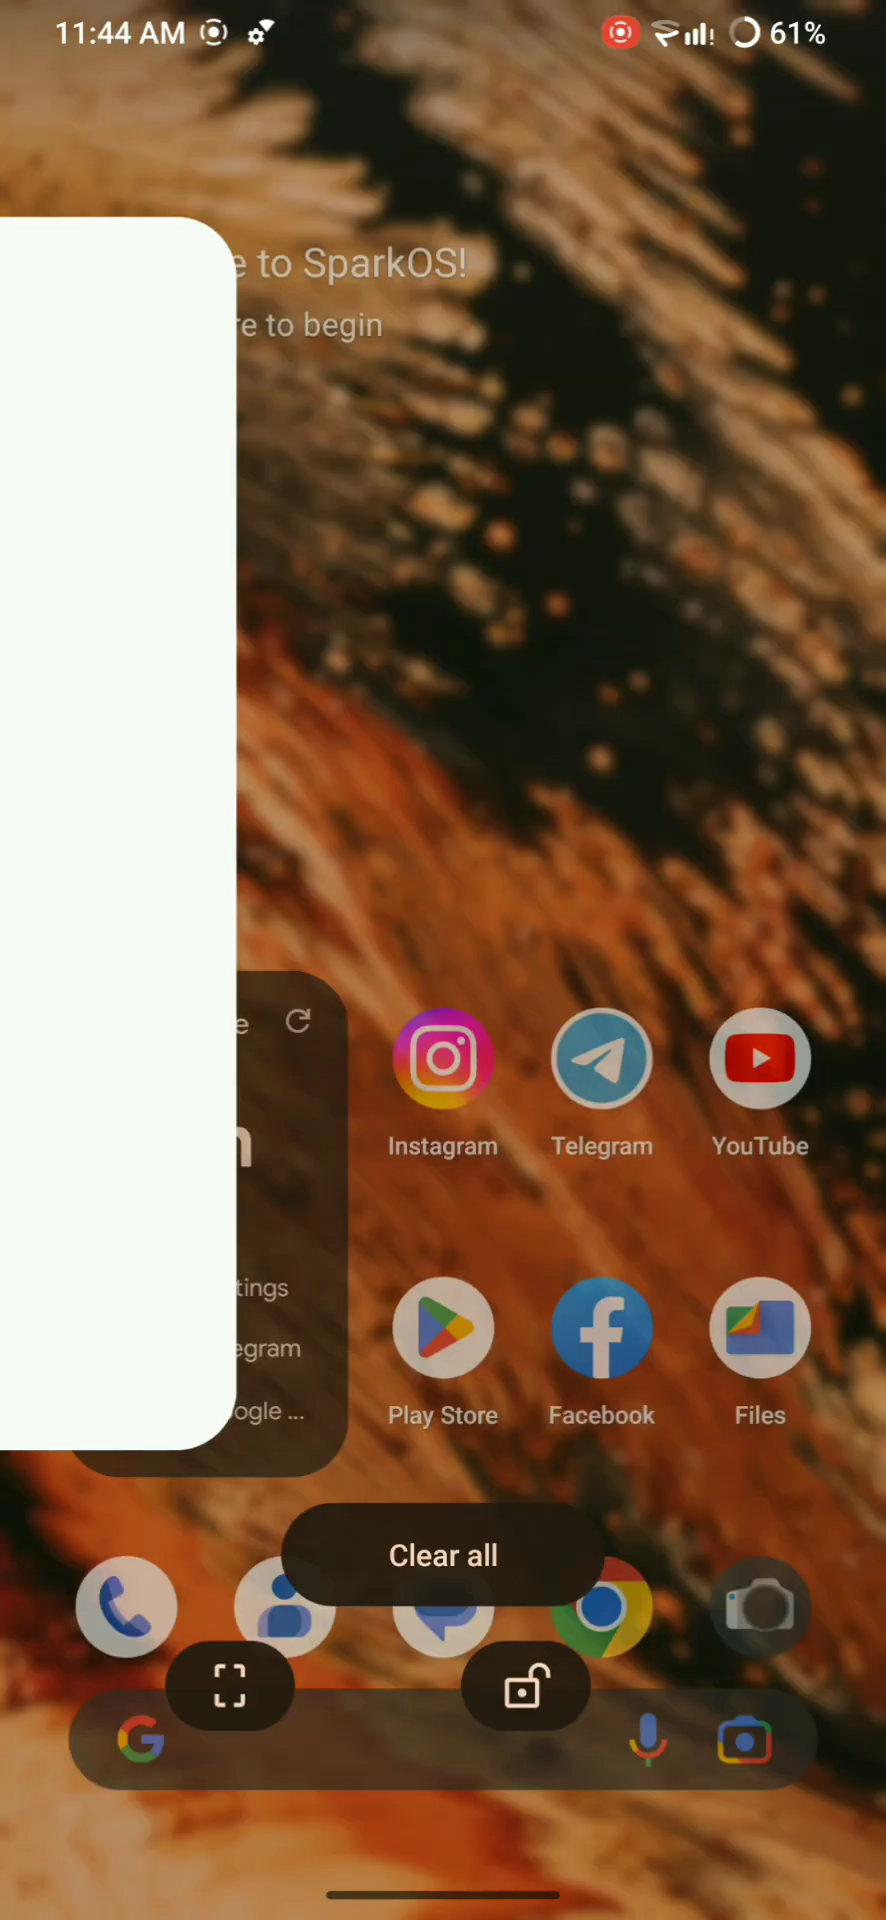 11:44 AM
61%
e to SparkOS!
re to begin
e
n
tings
egram
ogle ...
Instagram
Telegram
YouTube
Play Store
Facebook
Files
Clear all